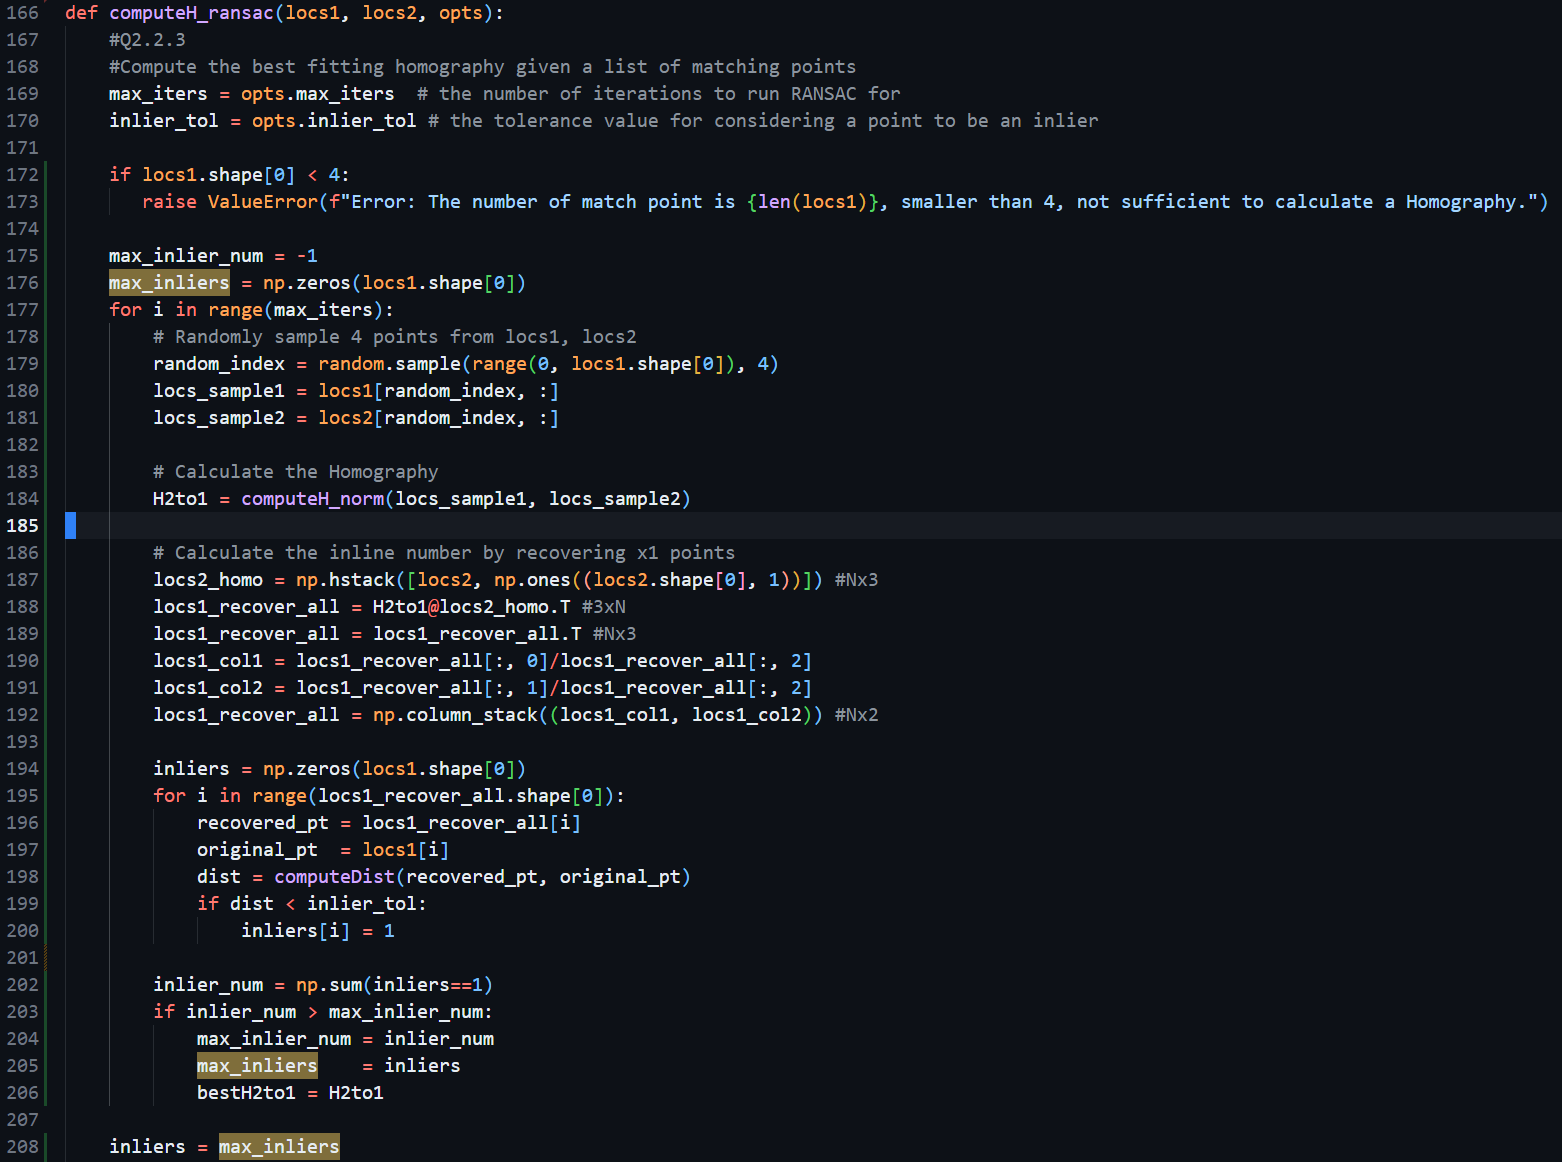 166 def computeH_ransac(locs1, locs2, opts):
167     #Q2.2.3
168     #Compute the best fitting homography given a list of matching points
169     max_iters = opts.max_iters  # the number of iterations to run RANSAC for
170     inlier_tol = opts.inlier_tol # the tolerance value for considering a point to be an inlier
171
172     if locs1.shape[0] < 4:
173        raise ValueError(f"Error: The number of match point is {len(locs1)}, smaller than 4, not sufficient to calculate a Homography.")
174
175     max_inlier_num = -1
176     max_inliers = np.zeros(locs1.shape[0])
177     for i in range(max_iters):
178         # Randomly sample 4 points from locs1, locs2
179         random_index = random.sample(range(0, locs1.shape[0]), 4)
180         locs_sample1 = locs1[random_index, :]
181         locs_sample2 = locs2[random_index, :]
182
183         # Calculate the Homography
184         H2to1 = computeH_norm(locs_sample1, locs_sample2)
185
186         # Calculate the inline number by recovering x1 points
187         locs2_homo = np.hstack([locs2, np.ones((locs2.shape[0], 1))]) #Nx3
188         locs1_recover_all = H2to1@locs2_homo.T #3xN
189         locs1_recover_all = locs1_recover_all.T #Nx3
190         locs1_col1 = locs1_recover_all[:, 0]/locs1_recover_all[:, 2]
191         locs1_col2 = locs1_recover_all[:, 1]/locs1_recover_all[:, 2]
192         locs1_recover_all = np.column_stack((locs1_col1, locs1_col2)) #Nx2
193
194         inliers = np.zeros(locs1.shape[0])
195         for i in range(locs1_recover_all.shape[0]):
196             recovered_pt = locs1_recover_all[i]
197             original_pt  = locs1[i]
198             dist = computeDist(recovered_pt, original_pt)
199             if dist < inlier_tol:
200                 inliers[i] = 1
201
202         inlier_num = np.sum(inliers==1)
203         if inlier_num > max_inlier_num:
204             max_inlier_num = inlier_num
205             max_inliers    = inliers
206             bestH2to1 = H2to1
207
208     inliers = max_inliers